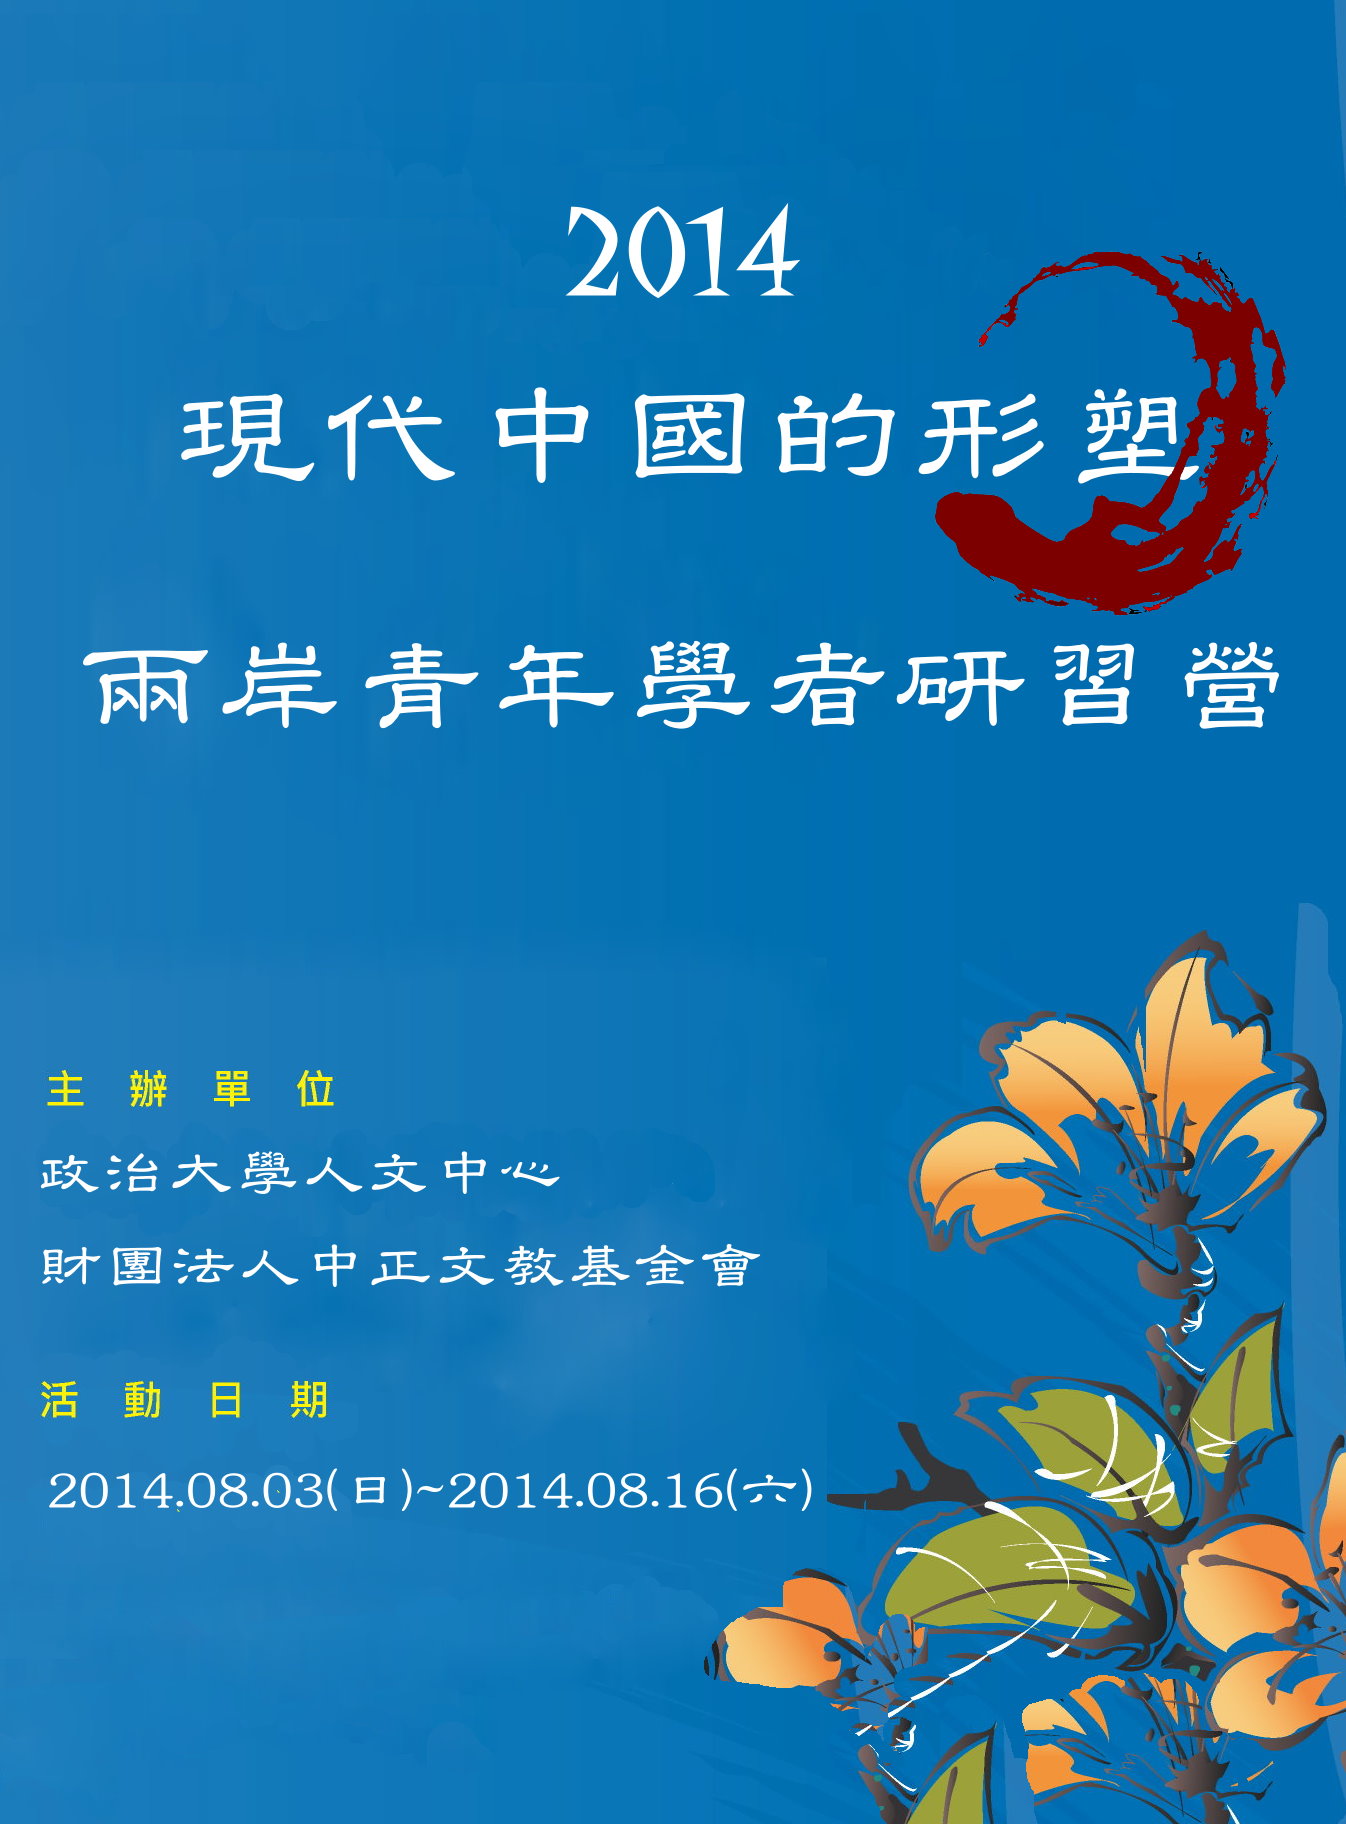 2014
現代中國的形塑
兩岸青年學者研習營
主辦單位
政治大學人文中心
財團法人中正文教基金會
活動日期
2014.08.03(日)~2014.08.16(六)